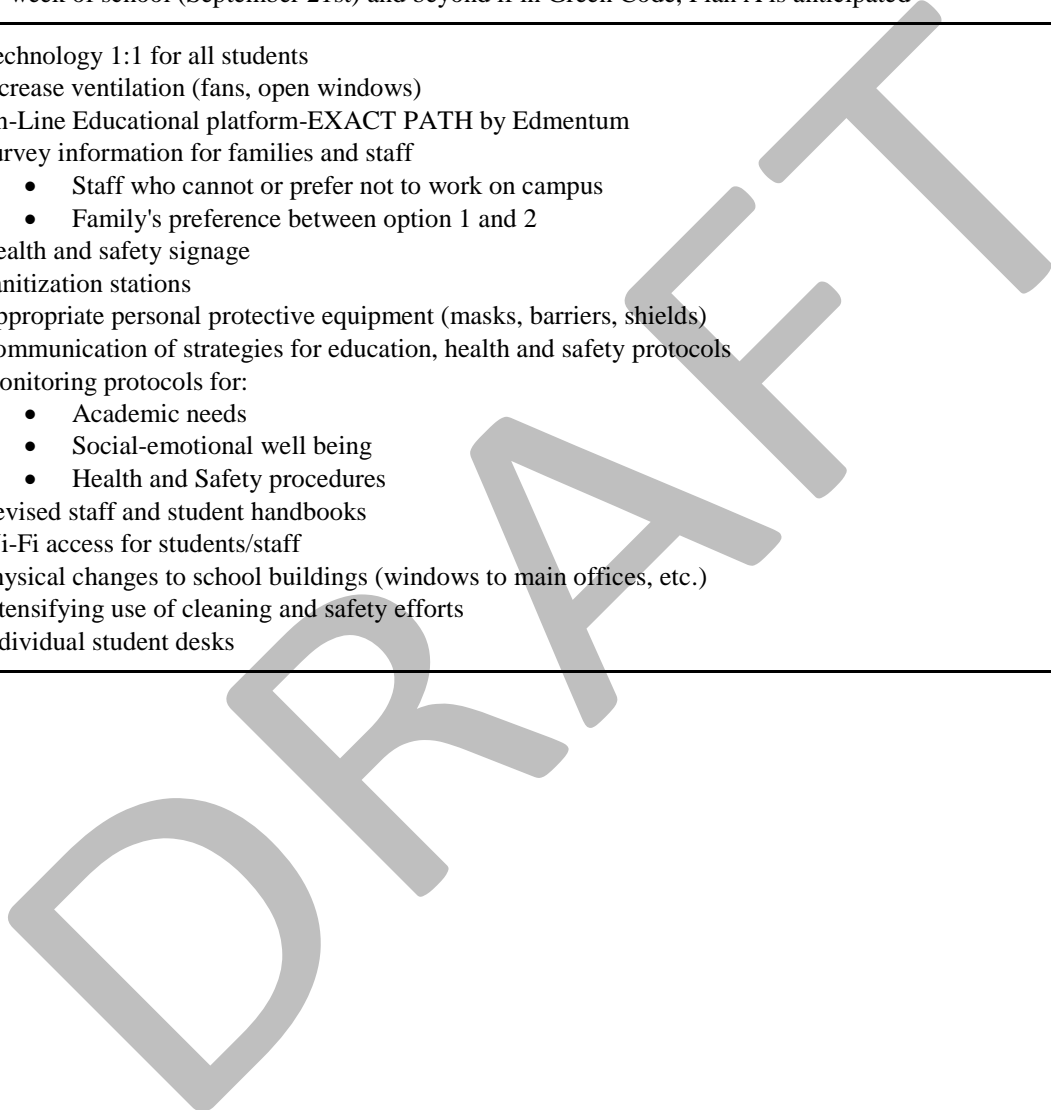 week of school (September 21st) and beyond if in Green Code, Plan A is anticipated
echnology 1:1 for all students
crease ventilation (fans, open windows)
n-Line Educational platform-EXACT PATH by Edmentum
urvey information for families and staff
• Staff who cannot or prefer not to work on campus
• Family's preference between option 1 and 2
ealth and safety signage
anitization stations
ppropriate personal protective equipment (masks, barriers, shields)
ommunication of strategies for education, health and safety protocols
onitoring protocols for:
• Academic needs
• Social-emotional well being
• Health and Safety procedures
evised staff and student handbooks
i-Fi access for students/staff
hysical changes to school buildings (windows to main offices, etc.)
tensifying use of cleaning and safety efforts
dividual student desks
DRAFT